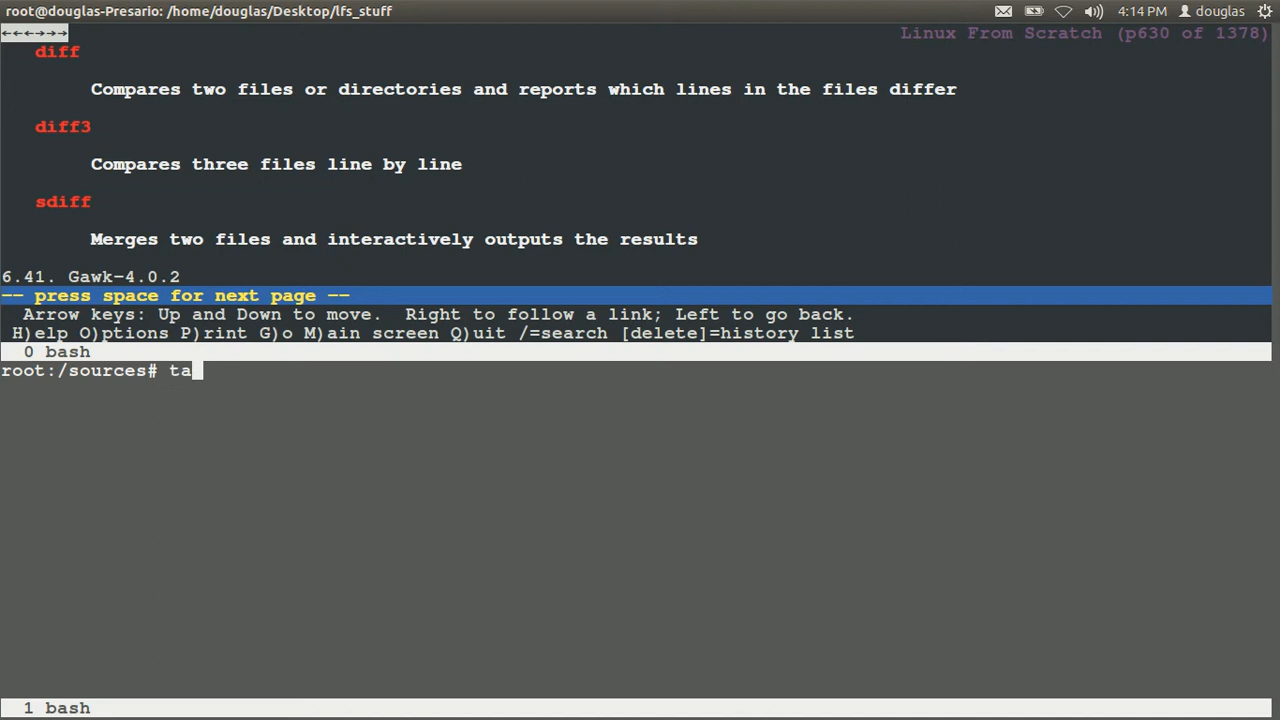 root@douglas-Presario: /home/douglas/Desktop/lfs_stuff 4:14 PM douglas
←←←→→→ Linux From Scratch (p630 of 1378)
diff
Compares two files or directories and reports which lines in the files differ
diff3
Compares three files line by line
sdiff
Merges two files and interactively outputs the results
6.41. Gawk-4.0.2
-- press space for next page --
Arrow keys: Up and Down to move. Right to follow a link; Left to go back.
H)elp O)ptions P)rint G)o M)ain screen Q)uit /=search [delete]=history list
0 bash
root:/sources# ta
1 bash